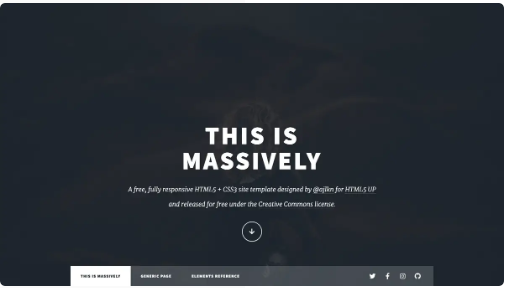 THIS IS
MASSIVELY
A free, fully responsive HTML5 + CSS3 site template designed by @ajlkn for HTML5 UP
and released for free under the Creative Commons license.
THIS IS MASSIVELY GENERIC PAGE ELEMENTS REFERENCE